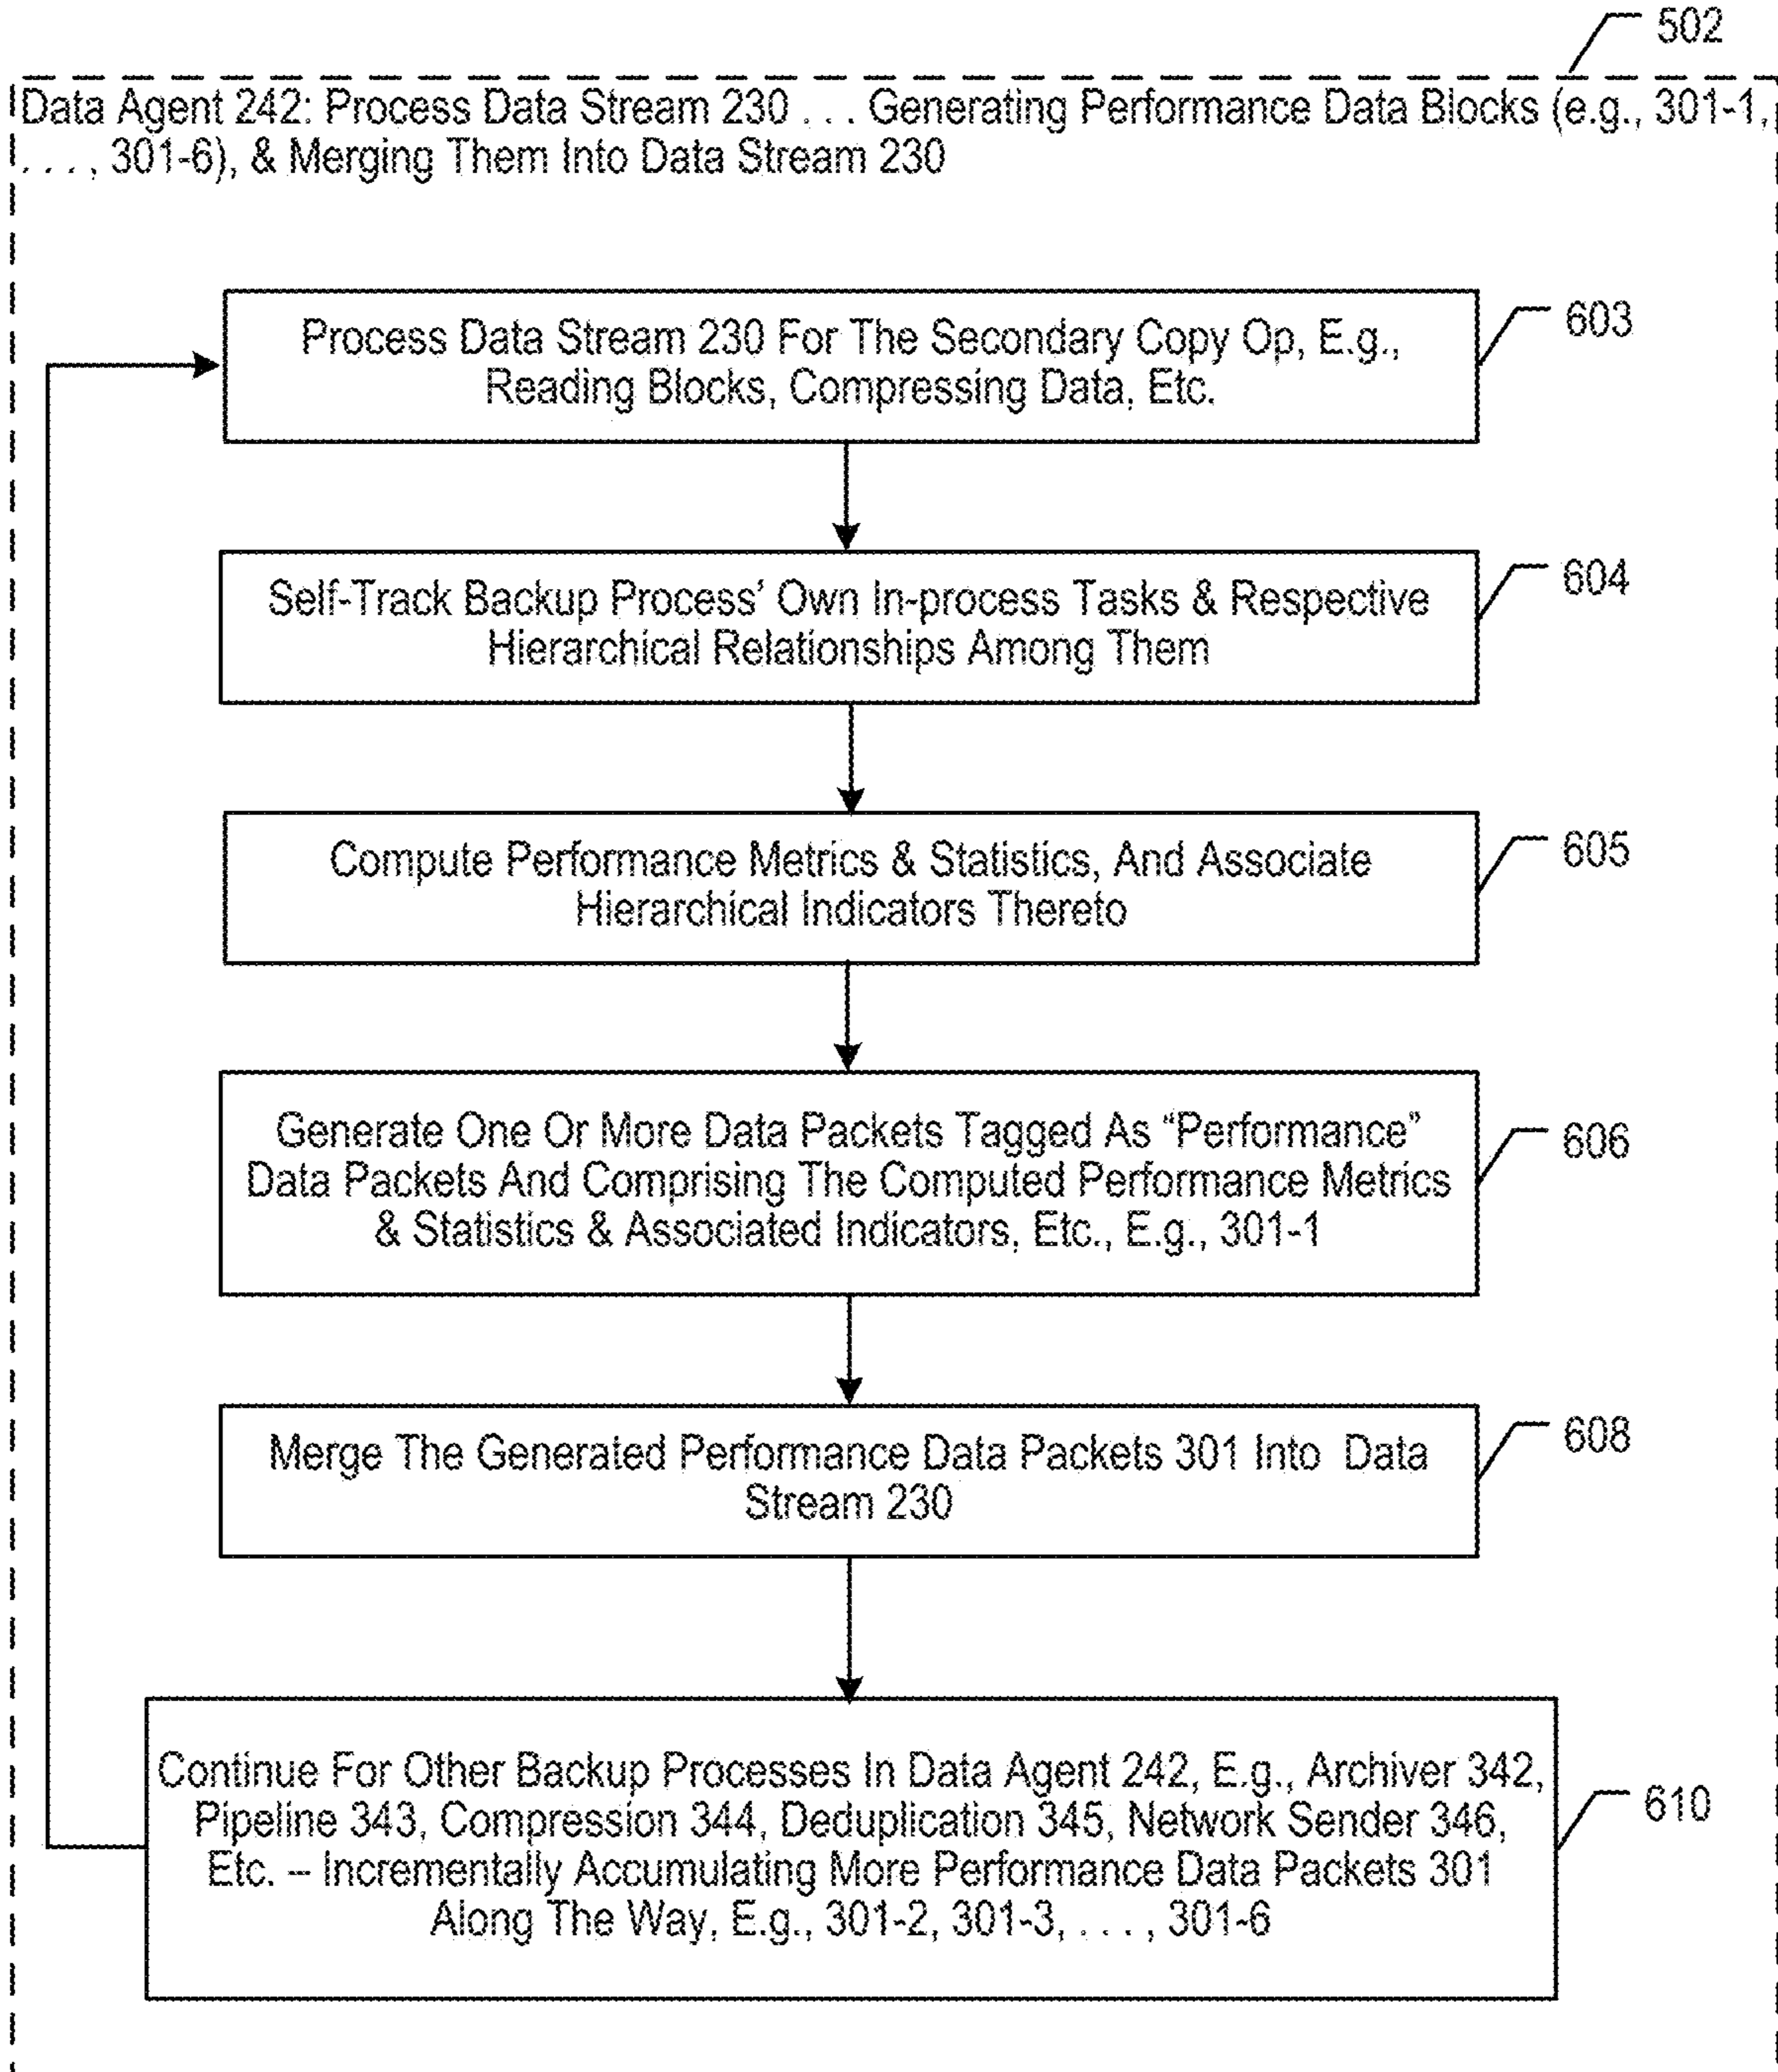 502
Data Agent 242: Process Data Stream 230 . . . Generating Performance Data Blocks (e.g., 301-1,
. . . , 301-6), & Merging Them Into Data Stream 230
Process Data Stream 230 For The Secondary Copy Op, E.g.,
Reading Blocks, Compressing Data, Etc.
603
Self-Track Backup Process' Own In-process Tasks & Respective
Hierarchical Relationships Among Them
604
Compute Performance Metrics & Statistics, And Associate
Hierarchical Indicators Thereto
605
Generate One Or More Data Packets Tagged As “Performance”
Data Packets And Comprising The Computed Performance Metrics
& Statistics & Associated Indicators, Etc., E.g., 301-1
606
Merge The Generated Performance Data Packets 301 Into Data
Stream 230
608
Continue For Other Backup Processes In Data Agent 242, E.g., Archiver 342,
Pipeline 343, Compression 344, Deduplication 345, Network Sender 346,
Etc. – Incrementally Accumulating More Performance Data Packets 301
Along The Way, E.g., 301-2, 301-3, . . . , 301-6
610